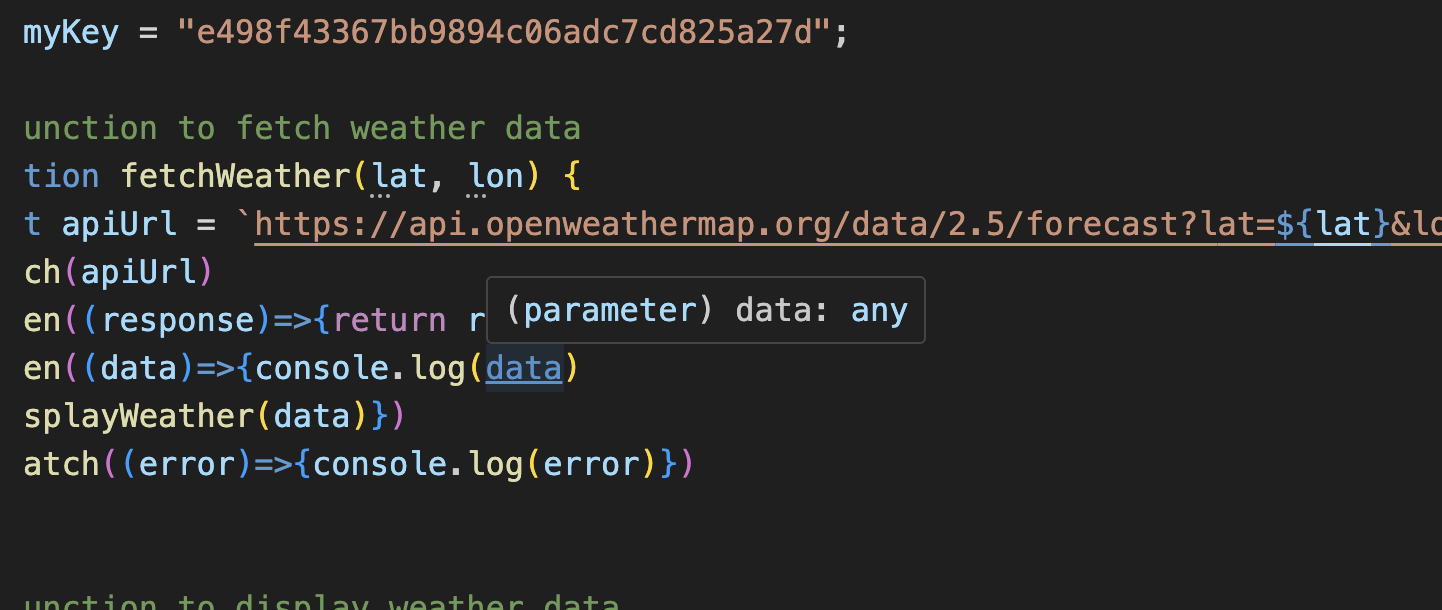 myKey = "e498f43367bb9894c06adc7cd825a27d";
unction to fetch weather data
tion fetchWeather(lat, lon) {
t apiUrl = `https://api.openweathermap.org/data/2.5/forecast?lat=${lat}&lo
ch(apiUrl)
(parameter) data: any
en((response)=>{return r
en((data)=>{console.log(data)
splayWeather(data)})
atch((error)=>{console.log(error)})
unction to display weather data